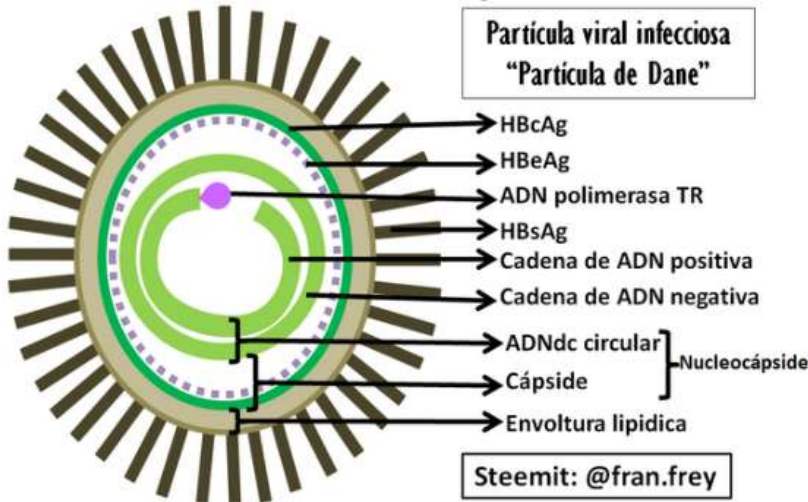 Partícula viral infecciosa
“Partícula de Dane”
HBcAg
HBeAg
ADN polimerasa TR
HBsAg
Cadena de ADN positiva
Cadena de ADN negativa
ADNdc circular
Nucleocápside
Cápside
Envoltura lipidica
Steemit: @fran.frey